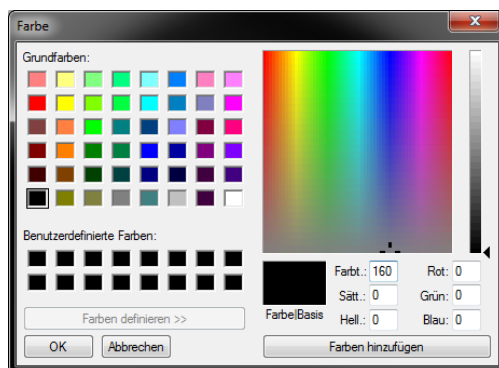 Farbe
Grundfarben:
Benutzerdefinierte Farben:
Farben definieren >>
OK
Abbrechen
Farbe|Basis
Farbt.: 160
Sätt.: 0
Hell.: 0
Rot: 0
Grün: 0
Blau: 0
Farben hinzufügen